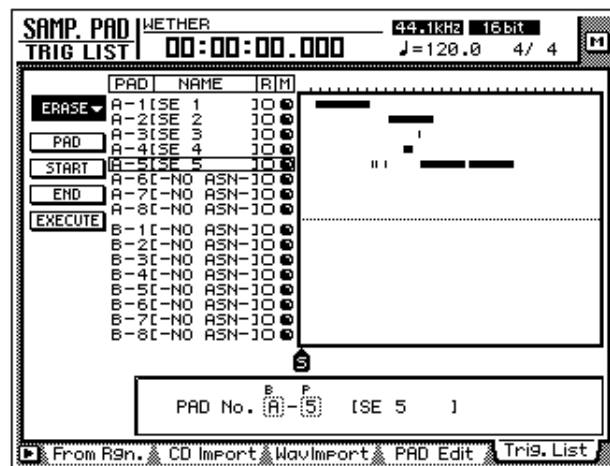 SAMP. PAD WETHER 44.1kHz 16bit
TRIG LIST 00:00:00.000 ♩=120.0 4/ 4 M
PAD NAME R M
ERASE
PAD
START
END
EXECUTE
A-1[SE 1 ]
A-2[SE 2 ]
A-3[SE 3 ]
A-4[SE 4 ]
A-5[SE 5 ]
A-6[-NO ASN-]
A-7[-NO ASN-]
A-8[-NO ASN-]
B-1[-NO ASN-]
B-2[-NO ASN-]
B-3[-NO ASN-]
B-4[-NO ASN-]
B-5[-NO ASN-]
B-6[-NO ASN-]
B-7[-NO ASN-]
B-8[-NO ASN-]
S
B P
PAD No. A-5 [SE 5 ]
From Rgn. CD Import WavImport PAD Edit Trig. List